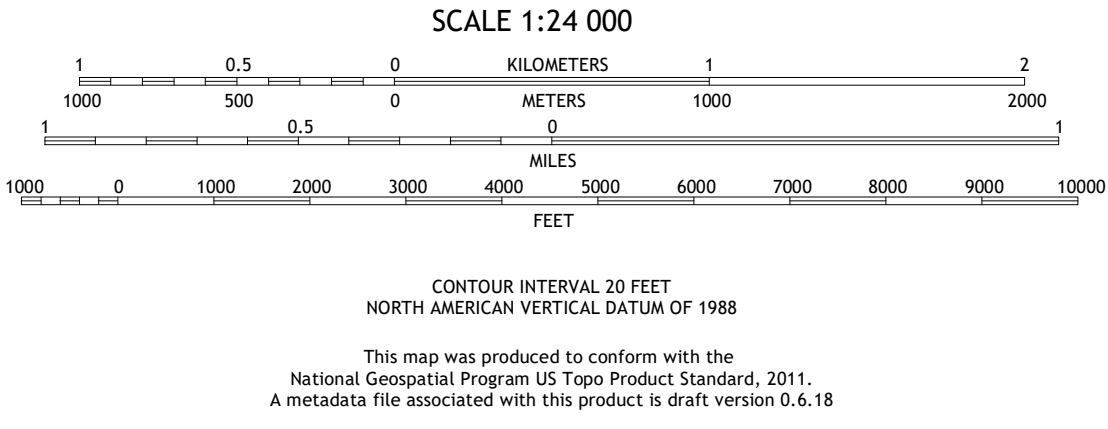 SCALE 1:24 000
1 0.5 0 KILOMETERS 1 2
1000 500 0 METERS 1000 2000
1 0.5 0 1
MILES
1000 0 1000 2000 3000 4000 5000 6000 7000 8000 9000 10000
FEET
CONTOUR INTERVAL 20 FEET
NORTH AMERICAN VERTICAL DATUM OF 1988
This map was produced to conform with the
National Geospatial Program US Topo Product Standard, 2011.
A metadata file associated with this product is draft version 0.6.18